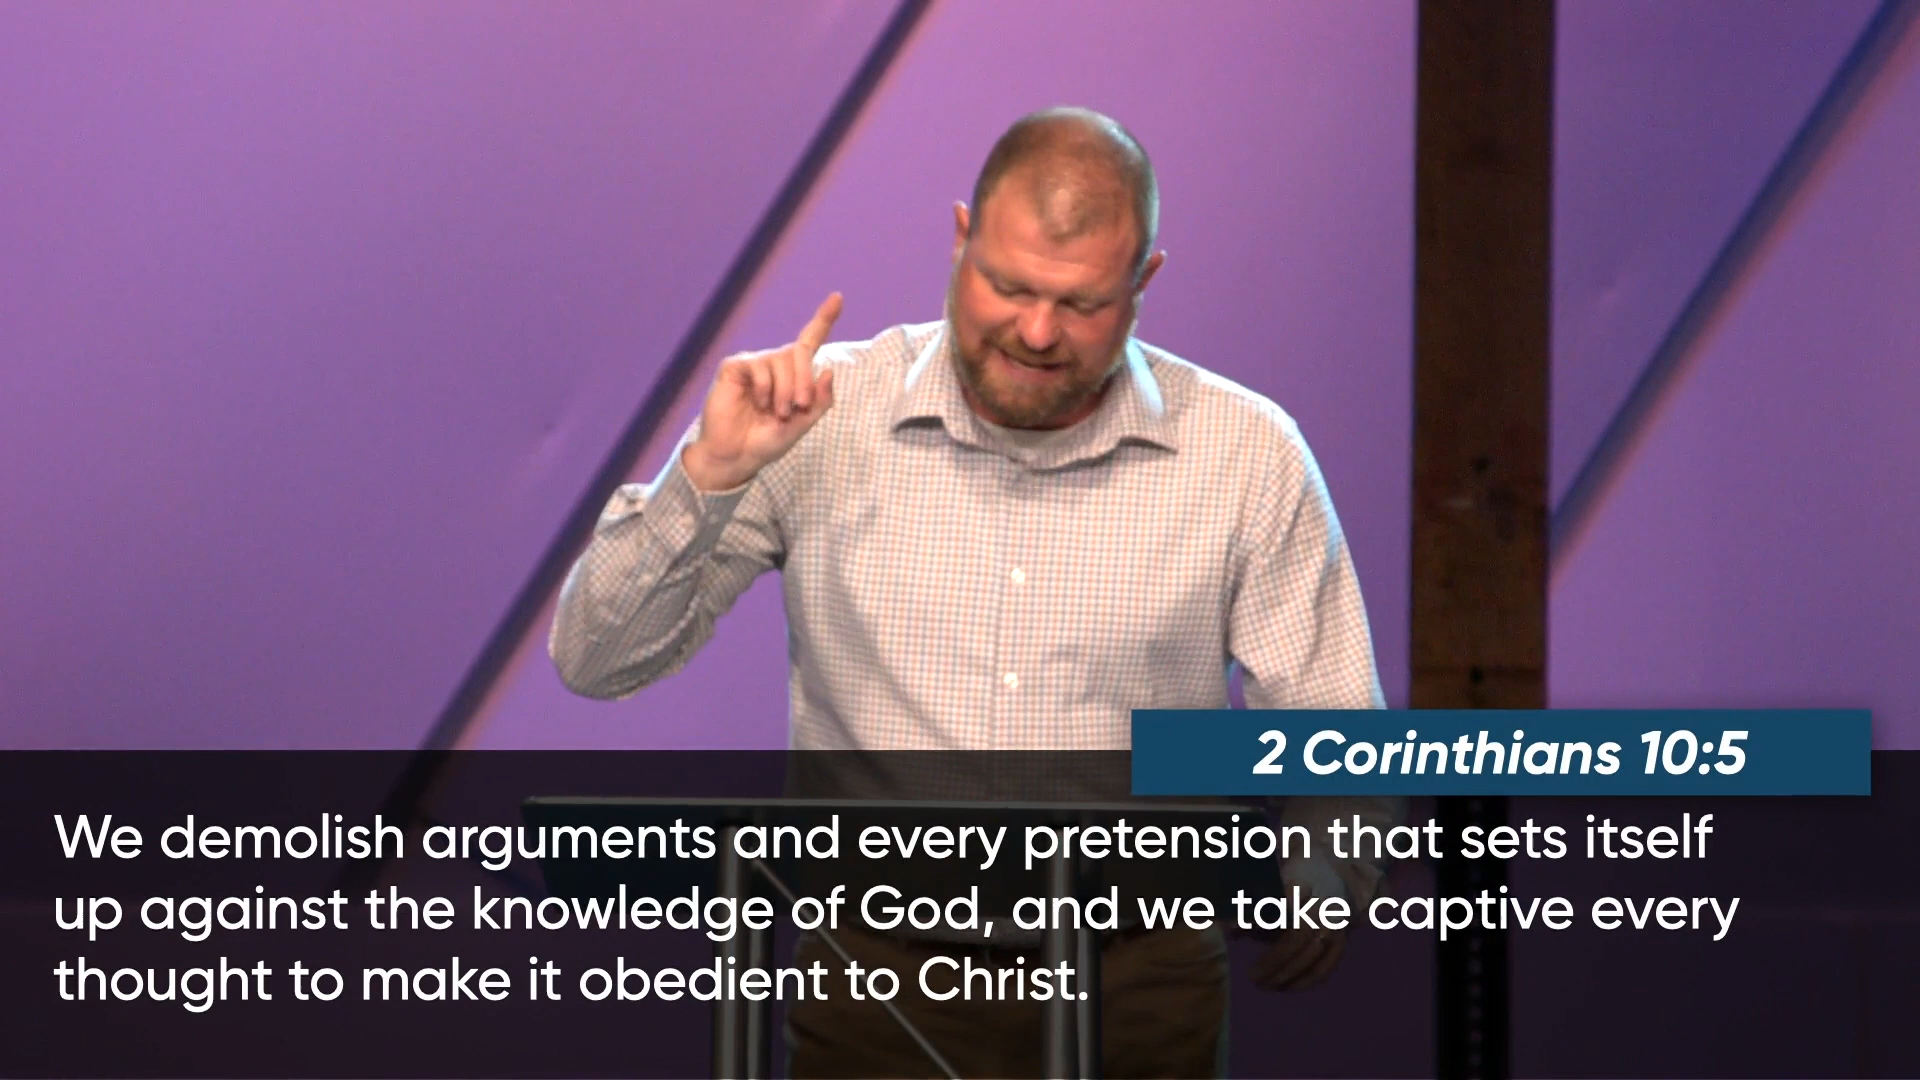 2 Corinthians 10:5
We demolish arguments and every pretension that sets itself
up against the knowledge of God, and we take captive every
thought to make it obedient to Christ.